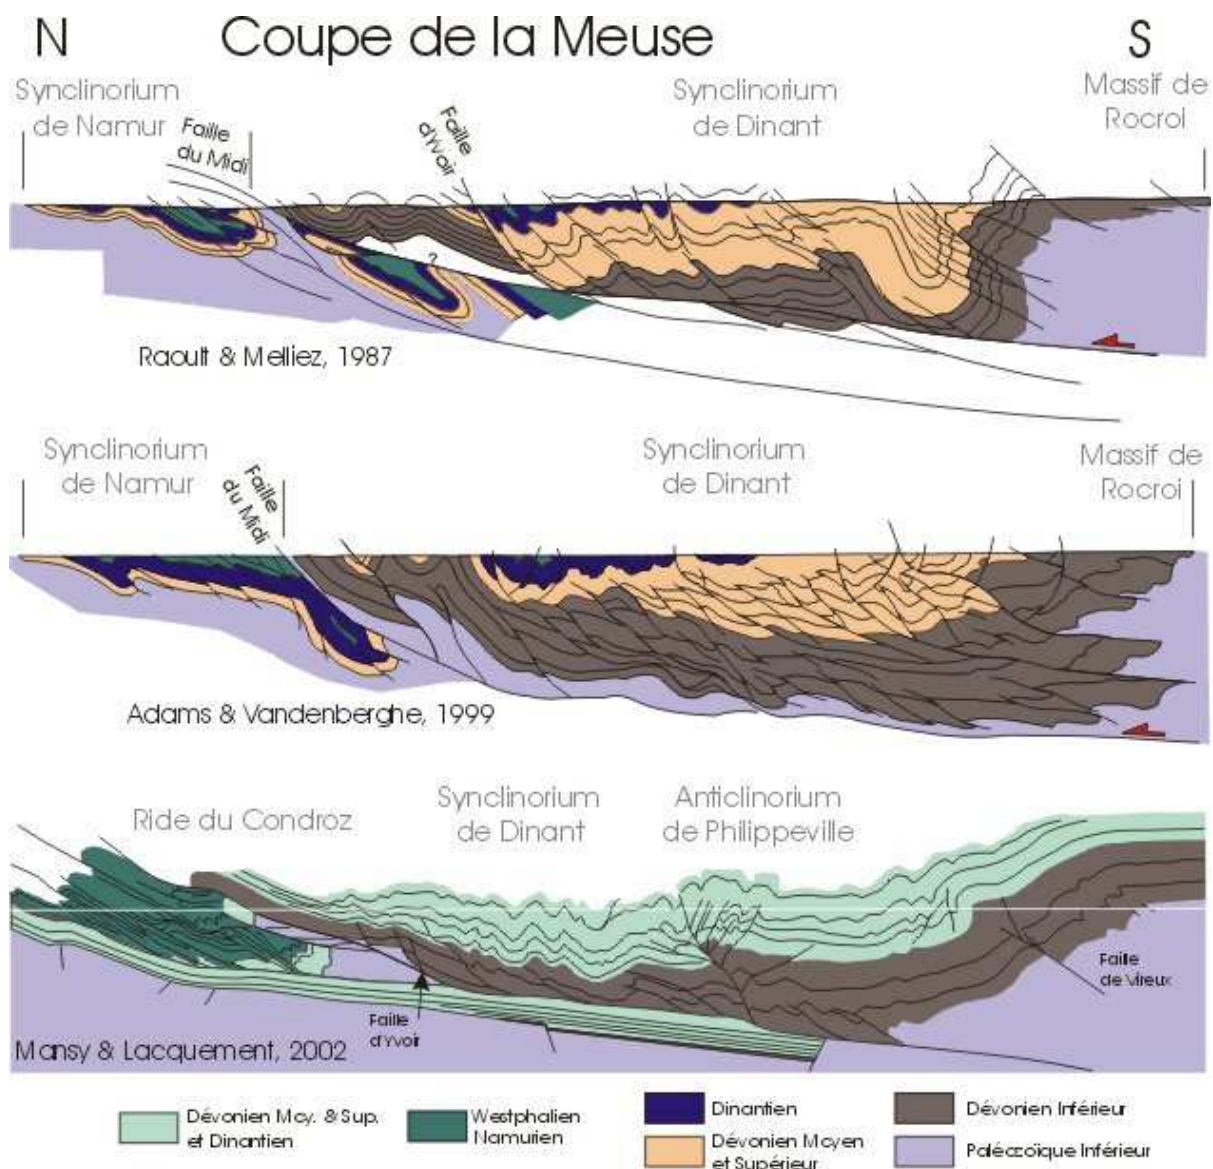 N Coupe de la Meuse S
Synclinorium
de Namur
Faille
du Midi
Faille
d'Yvoir
Synclinorium
de Dinant
Massif de
Rocroi
?
Raoult & Melliez, 1987
Synclinorium
de Namur
Faille
du Midi
Synclinorium
de Dinant
Massif de
Rocroi
Adams & Vandenberghe, 1999
Ride du Condroz
Synclinorium
de Dinant
Anticlinorium
de Philippeville
Faille
de Vireux
Faille
d'Yvoir
Mansy & Lacquement, 2002
Dévonien Moy. & Sup.
et Dinantien
Westphalien
Namurien
Dinantien
Dévonien Moyen
et Supérieur
Dévonien Inférieur
Paléozoïque Inférieur